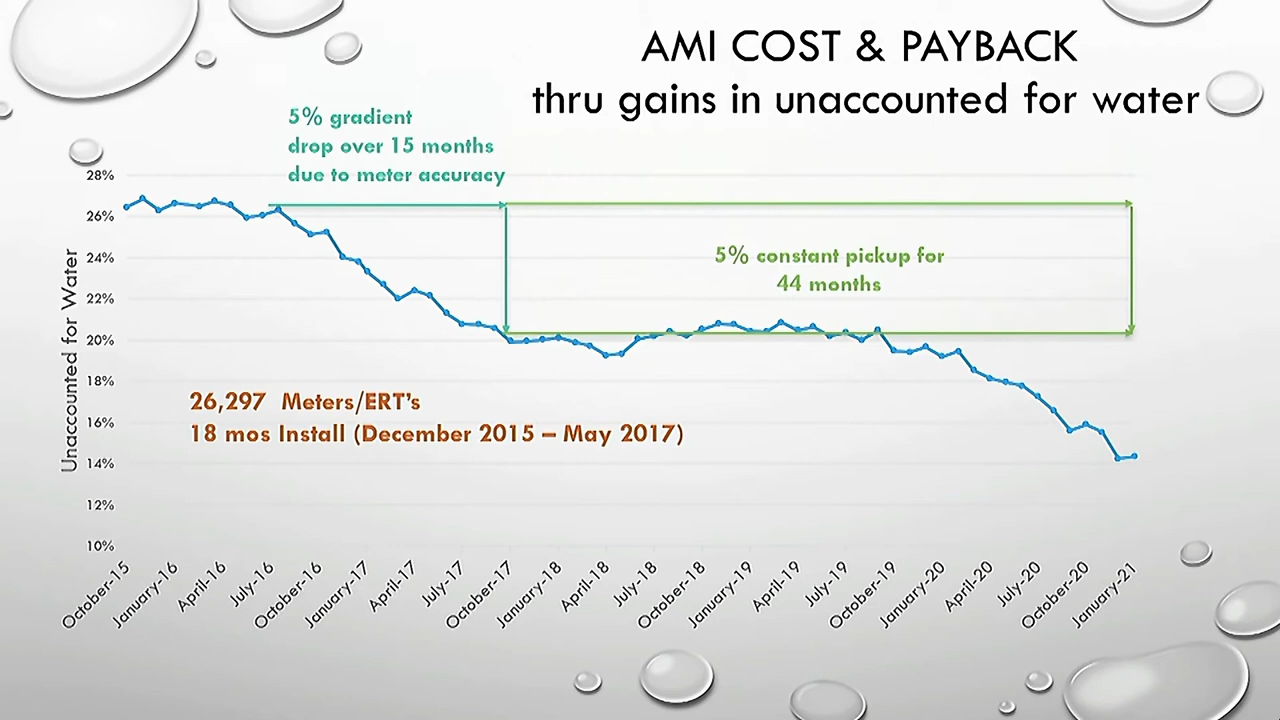 AMI COST & PAYBACK
thru gains in unaccounted for water
5% gradient
drop over 15 months
due to meter accuracy
5% constant pickup for
44 months
26,297 Meters/ERT's
18 mos Install (December 2015 – May 2017)
Unaccounted for Water
28%
26%
24%
22%
20%
18%
16%
14%
12%
10%
October-15
January-16
April-16
July-16
October-16
January-17
April-17
July-17
October-17
January-18
April-18
July-18
October-18
January-19
April-19
July-19
October-19
January-20
April-20
July-20
October-20
January-21